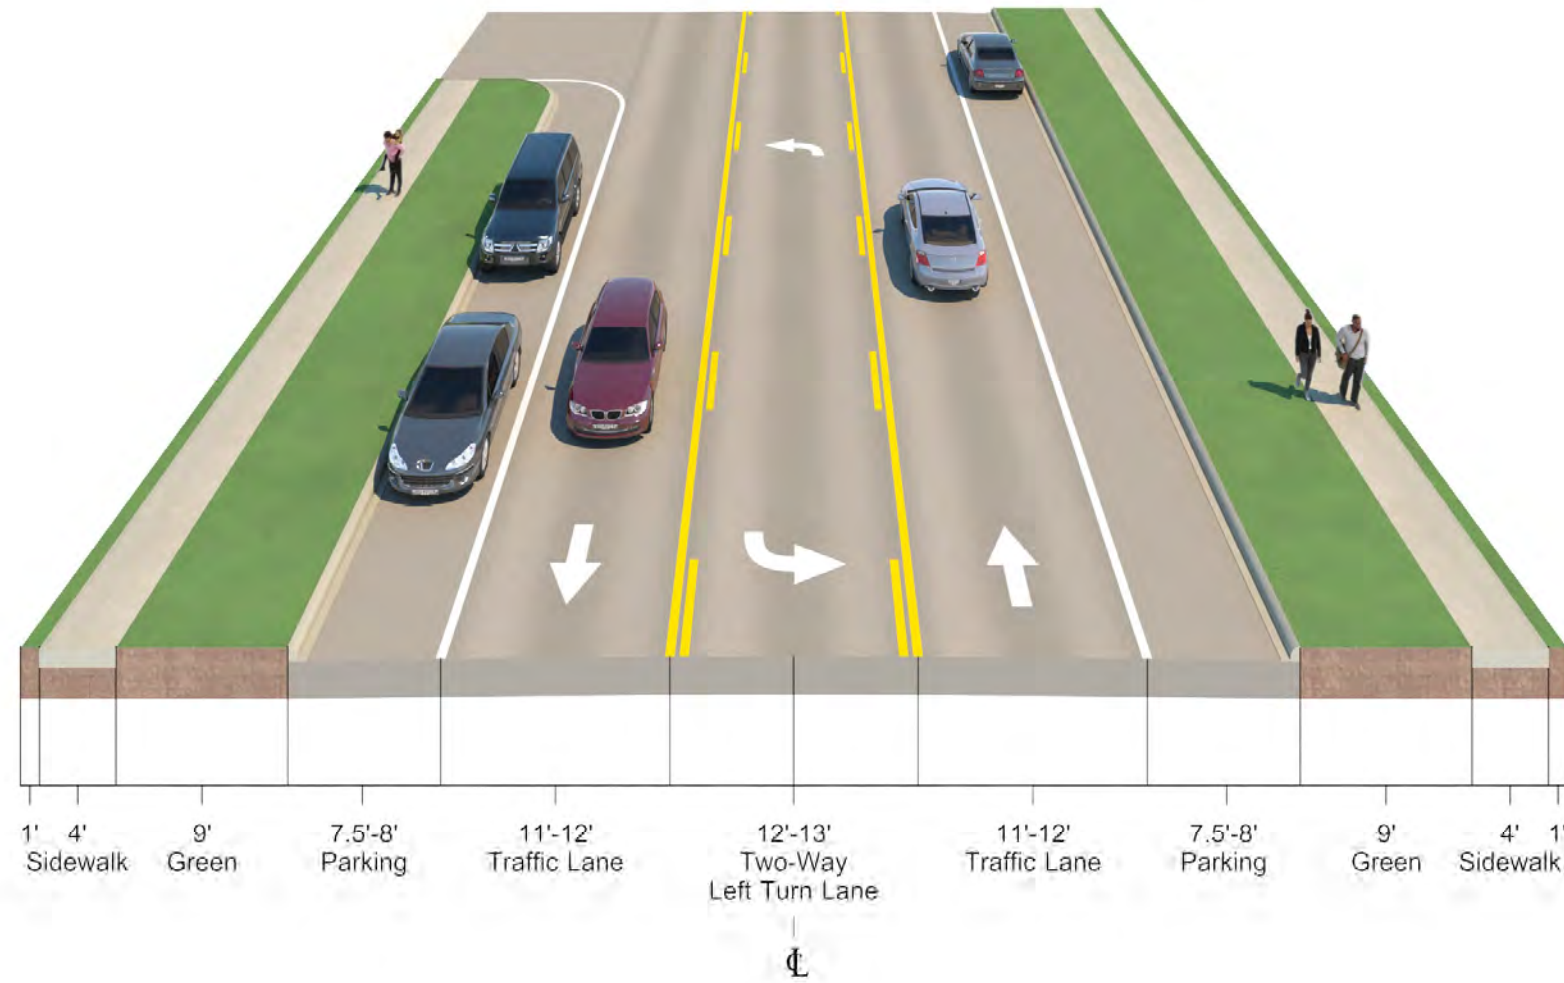 1' 4' 9' 7.5'-8' 11'-12' 12'-13' 11'-12' 7.5'-8' 9' 4' 1'
Sidewalk Green Parking Traffic Lane Two-Way Traffic Lane Parking Green Sidewalk
Left Turn Lane
℄